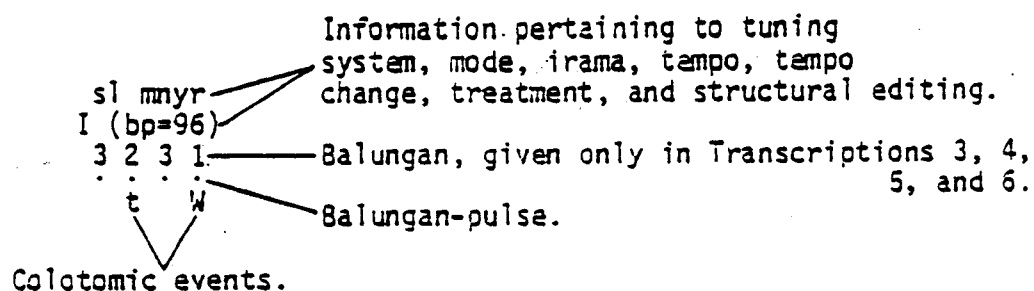 Information pertaining to tuning
system, mode, irama, tempo, tempo
change, treatment, and structural editing.
sl mnyr
I (bp=96)
3 2 3 1
Balungan, given only in Transcriptions 3, 4,
5, and 6.
. . . .
t W
Balungan-pulse.
Colotomic events.